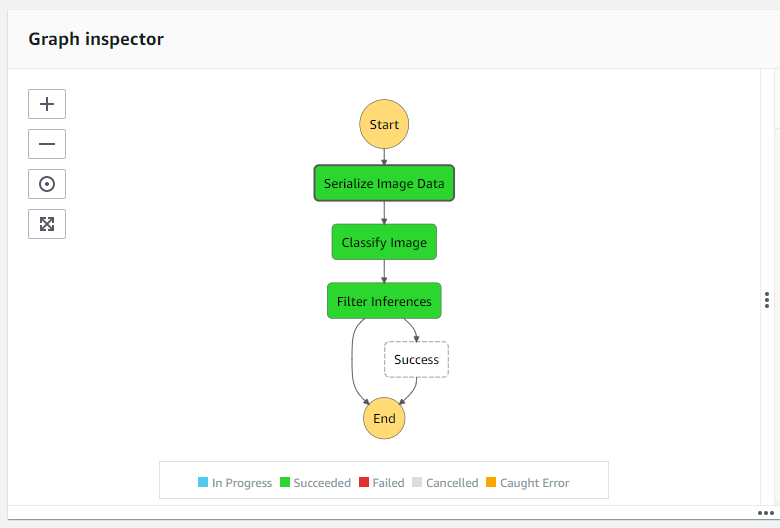 Graph inspector
Start
Serialize Image Data
Classify Image
Filter Inferences
Success
End
In Progress Succeeded Failed Cancelled Caught Error